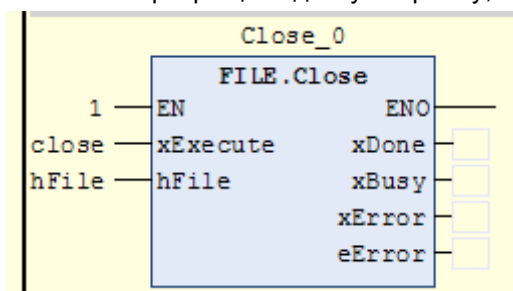 Close_0
FILE.Close
1 EN ENO
close xExecute xDone
hFile hFile xBusy
xError
eError